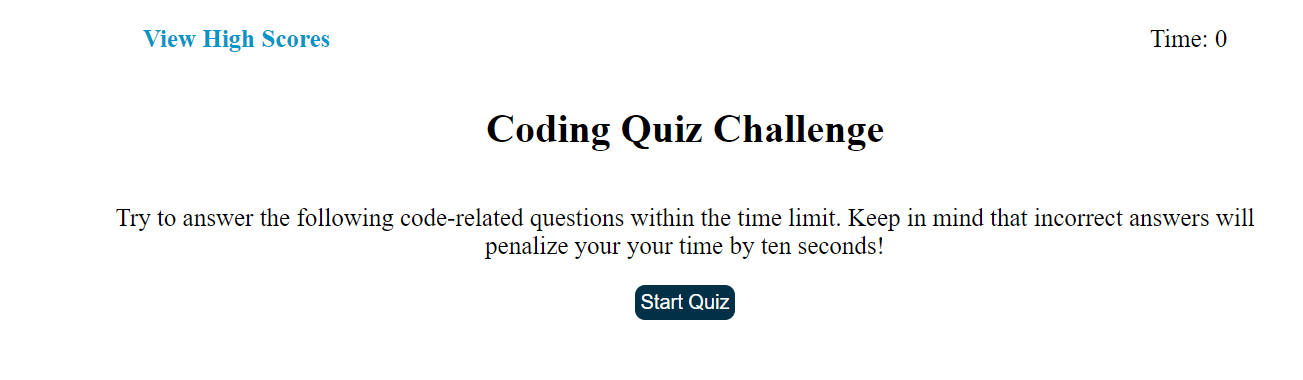 View High Scores
Time: 0
Coding Quiz Challenge
Try to answer the following code-related questions within the time limit. Keep in mind that incorrect answers will
penalize your your time by ten seconds!
Start Quiz